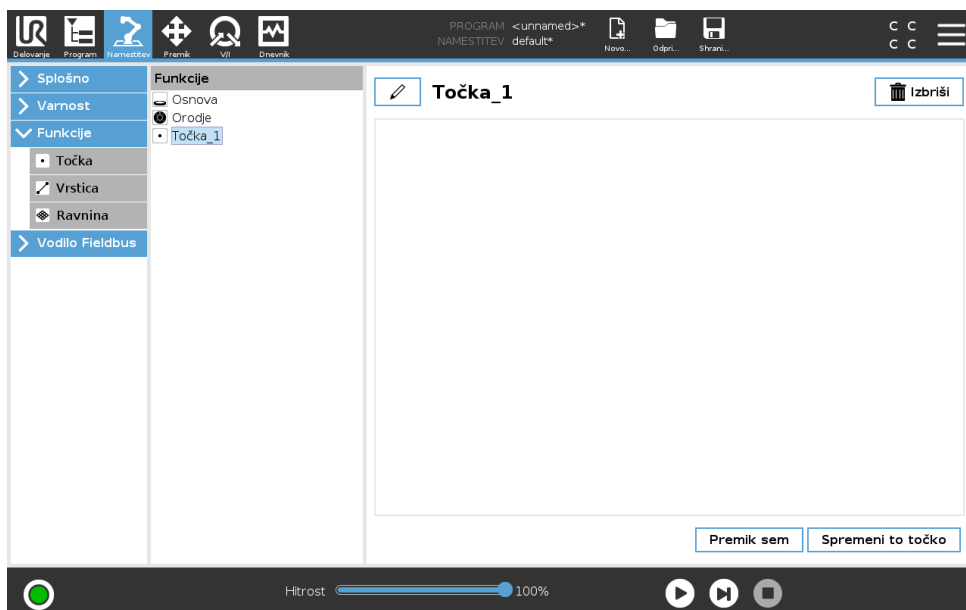 PROGRAM <unnamed>*
NAMESTITEV default*
Delovanje Program Namestitev Premik V/I Dnevnik Novo... Odpri... Shrani...
C C
C C
Splošno
Varnost
Funkcije
Točka
Vrstica
Ravnina
Vodilo Fieldbus
Funkcije
Osnova
Orodje
Točka_1
Točka_1
Izbriši
Premik sem
Spremeni to točko
Hitrost 100%